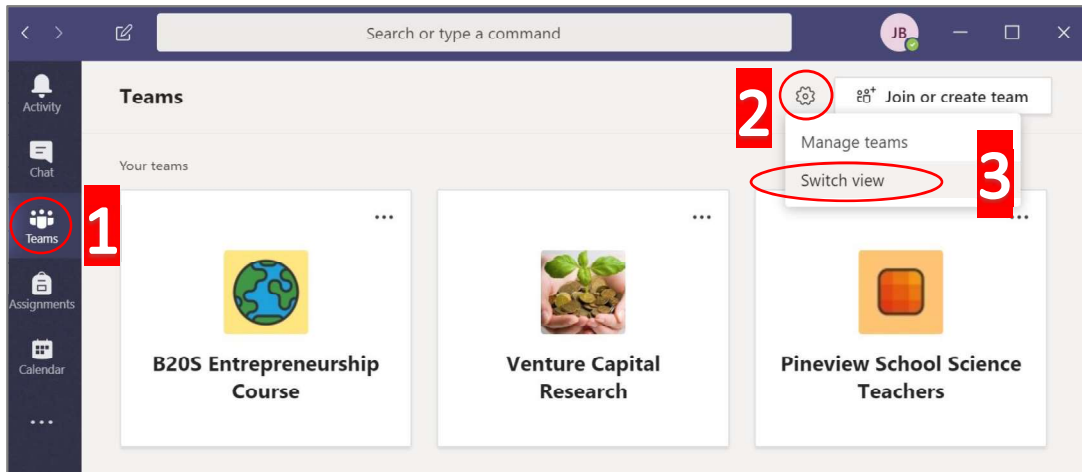 Search or type a command
JB
Activity
Chat
Teams
Assignments
Calendar
...
1
Teams
2
Join or create team
Manage teams
Switch view
3
Your teams
B20S Entrepreneurship
Course
Venture Capital
Research
Pineview School Science
Teachers